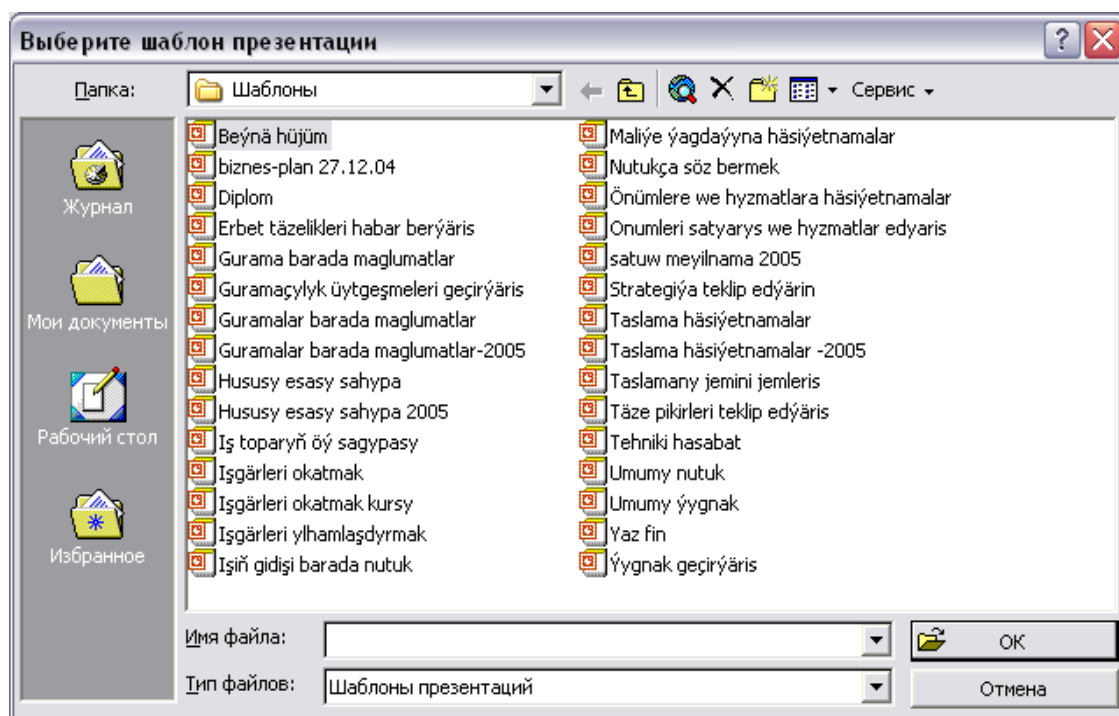 Выберите шаблон презентации
Папка:
Шаблоны
Сервис
Журнал
Мои документы
Рабочий стол
Избранное
Beýnä hüjüm
biznes-plan 27.12.04
Diplom
Erbet täzelikleri habar berýäris
Gurama barada maglumatlar
Guramaçylyk üytgeşmeleri geçirýäris
Guramalar barada maglumatlar
Guramalar barada maglumatlar-2005
Hususy esasy sahypa
Hususy esasy sahypa 2005
Iş toparyň öý sagypasy
Işgärleri okatmak
Işgärleri okatmak kursy
Işgärleri ylhamlaşdyrmak
Işiň gidişi barada nutuk
Maliýe ýagdaýyna häsiýetnamalar
Nutukça söz bermek
Önümlere we hyzmatlara häsiýetnamalar
Onumleri satyarys we hyzmatlar edyaris
satuw meyilnama 2005
Strategiýa teklip edýärin
Taslama häsiýetnamalar
Taslama häsiýetnamalar -2005
Taslamany jemini jemleris
Täze pikirleri teklip edýäris
Tehniki hasabat
Umumy nutuk
Umumy ýygnak
Yaz fin
Ýygnak geçirýäris
Имя файла:
OK
Тип файлов:
Шаблоны презентаций
Отмена